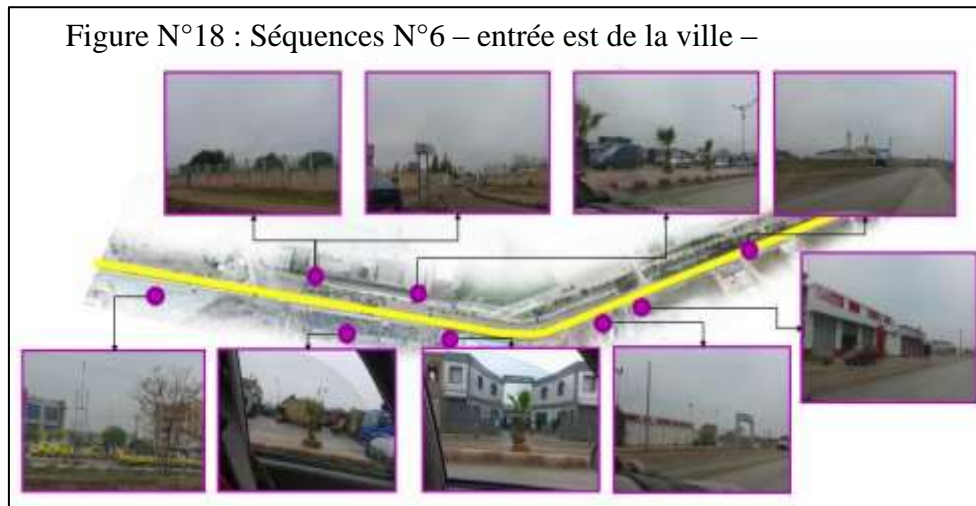 Figure N°18 : Séquences N°6 – entrée est de la ville –